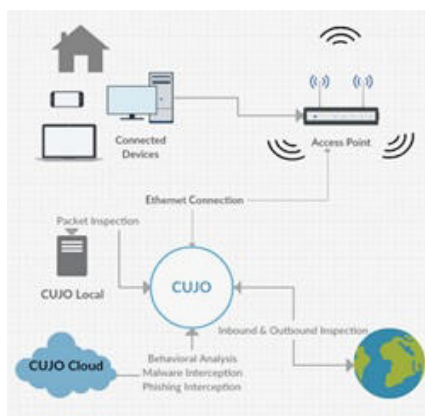 Connected
Devices
Access Point
Ethernet Connection
Packet Inspection
CUJO Local
CUJO
Inbound & Outbound Inspection
CUJO Cloud
Behavioral Analysis
Malware Interception
Phishing Interception